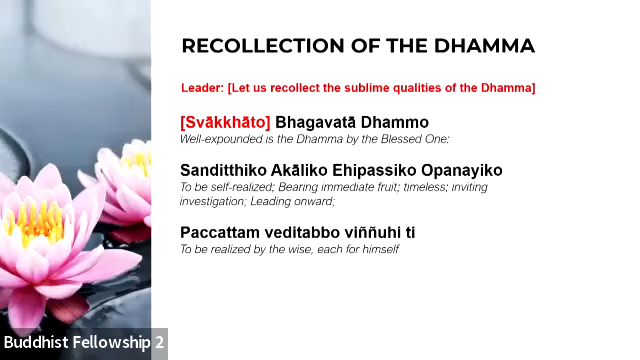 RECOLLECTION OF THE DHAMMA
Leader: [Let us recollect the sublime qualities of the Dhamma]
[Svākkhāto] Bhagavatā Dhammo
Well-expounded is the Dhamma by the Blessed One:
Sanditthiko Akāliko Ehipassiko Opanayiko
To be self-realized; Bearing immediate fruit; timeless; inviting
investigation; Leading onward;
Paccattam veditabbo viññuhi ti
To be realized by the wise, each for himself
Buddhist Fellowship 2